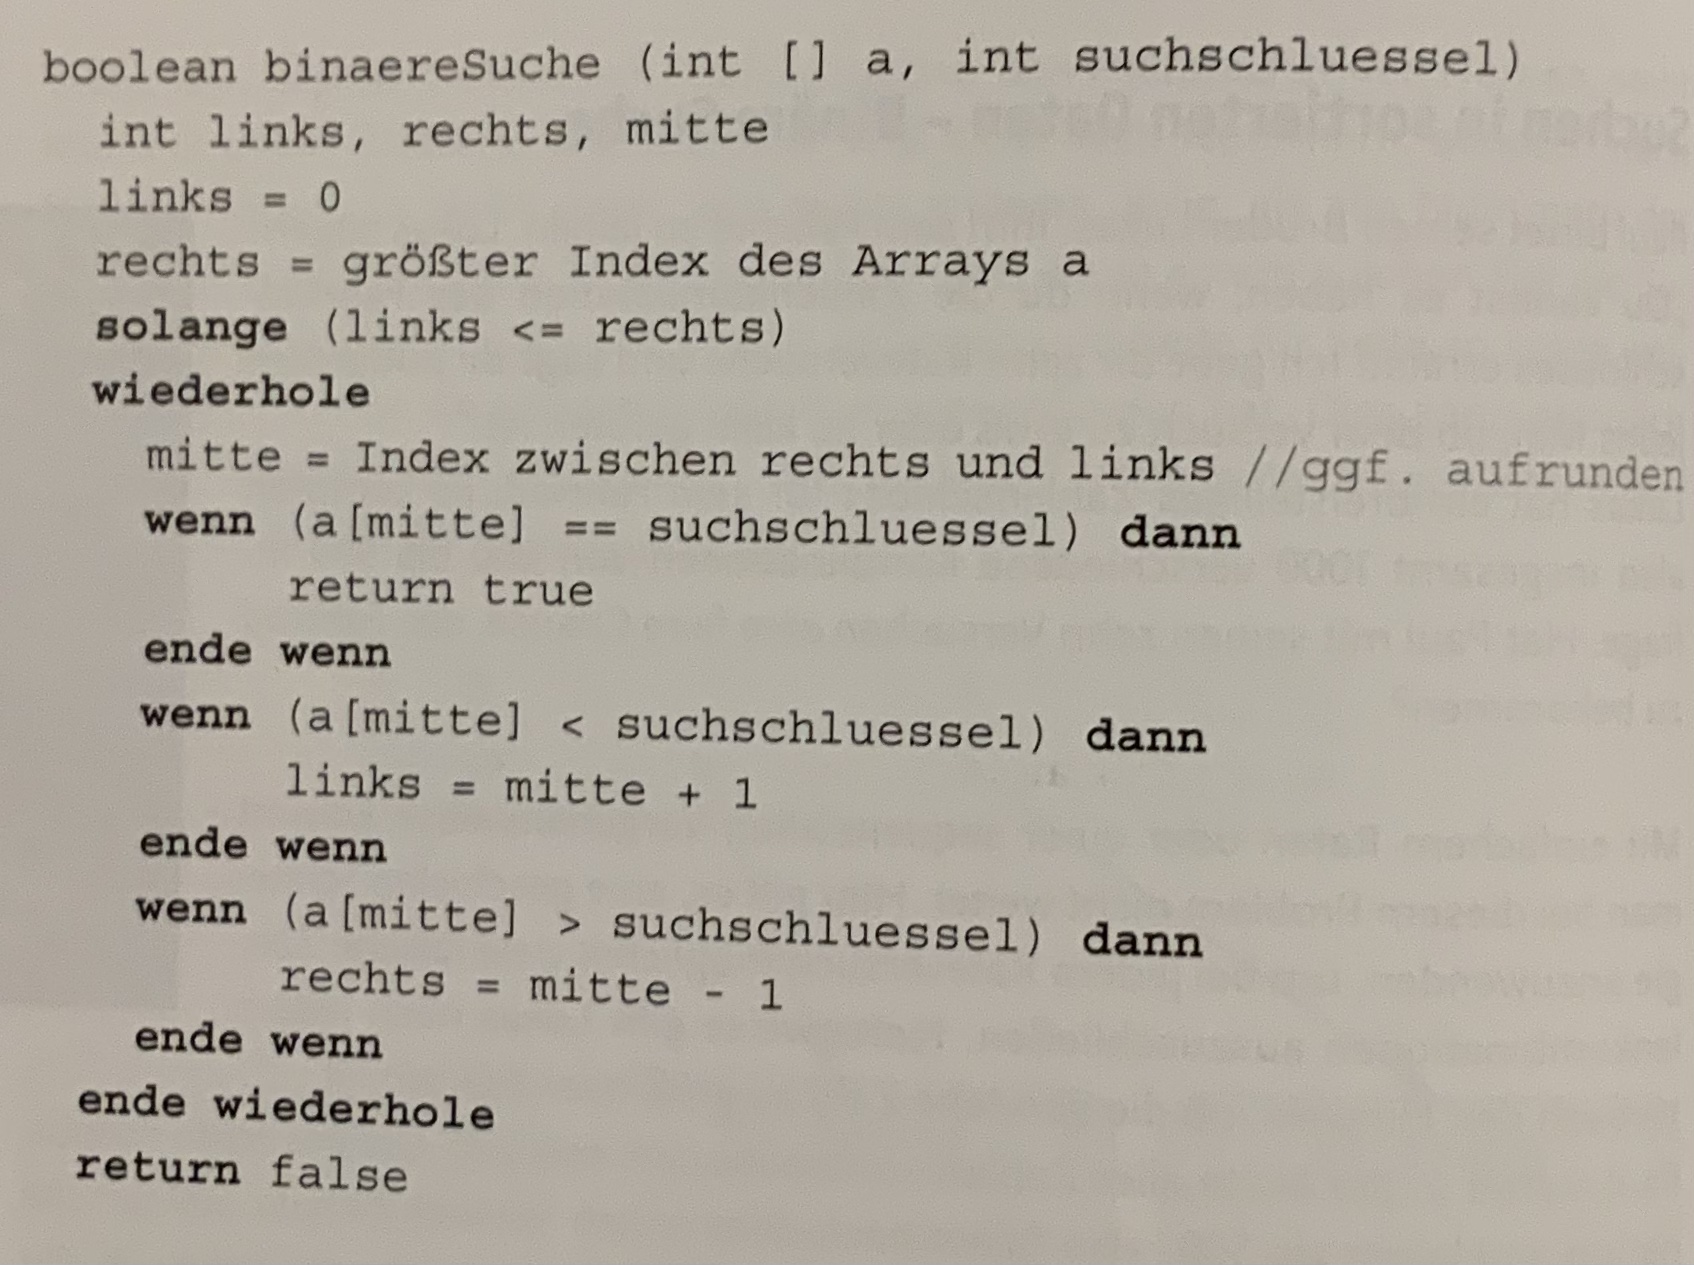 boolean binaereSuche (int [] a, int suchschluessel)
int links, rechts, mitte
links = 0
rechts = größter Index des Arrays a
solange (links <= rechts)
wiederhole
mitte = Index zwischen rechts und links //ggf. aufrunden
wenn (a[mitte] == suchschluessel) dann
return true
ende wenn
wenn (a[mitte] < suchschluessel) dann
links = mitte + 1
ende wenn
wenn (a[mitte] > suchschluessel) dann
rechts = mitte - 1
ende wenn
ende wiederhole
return false